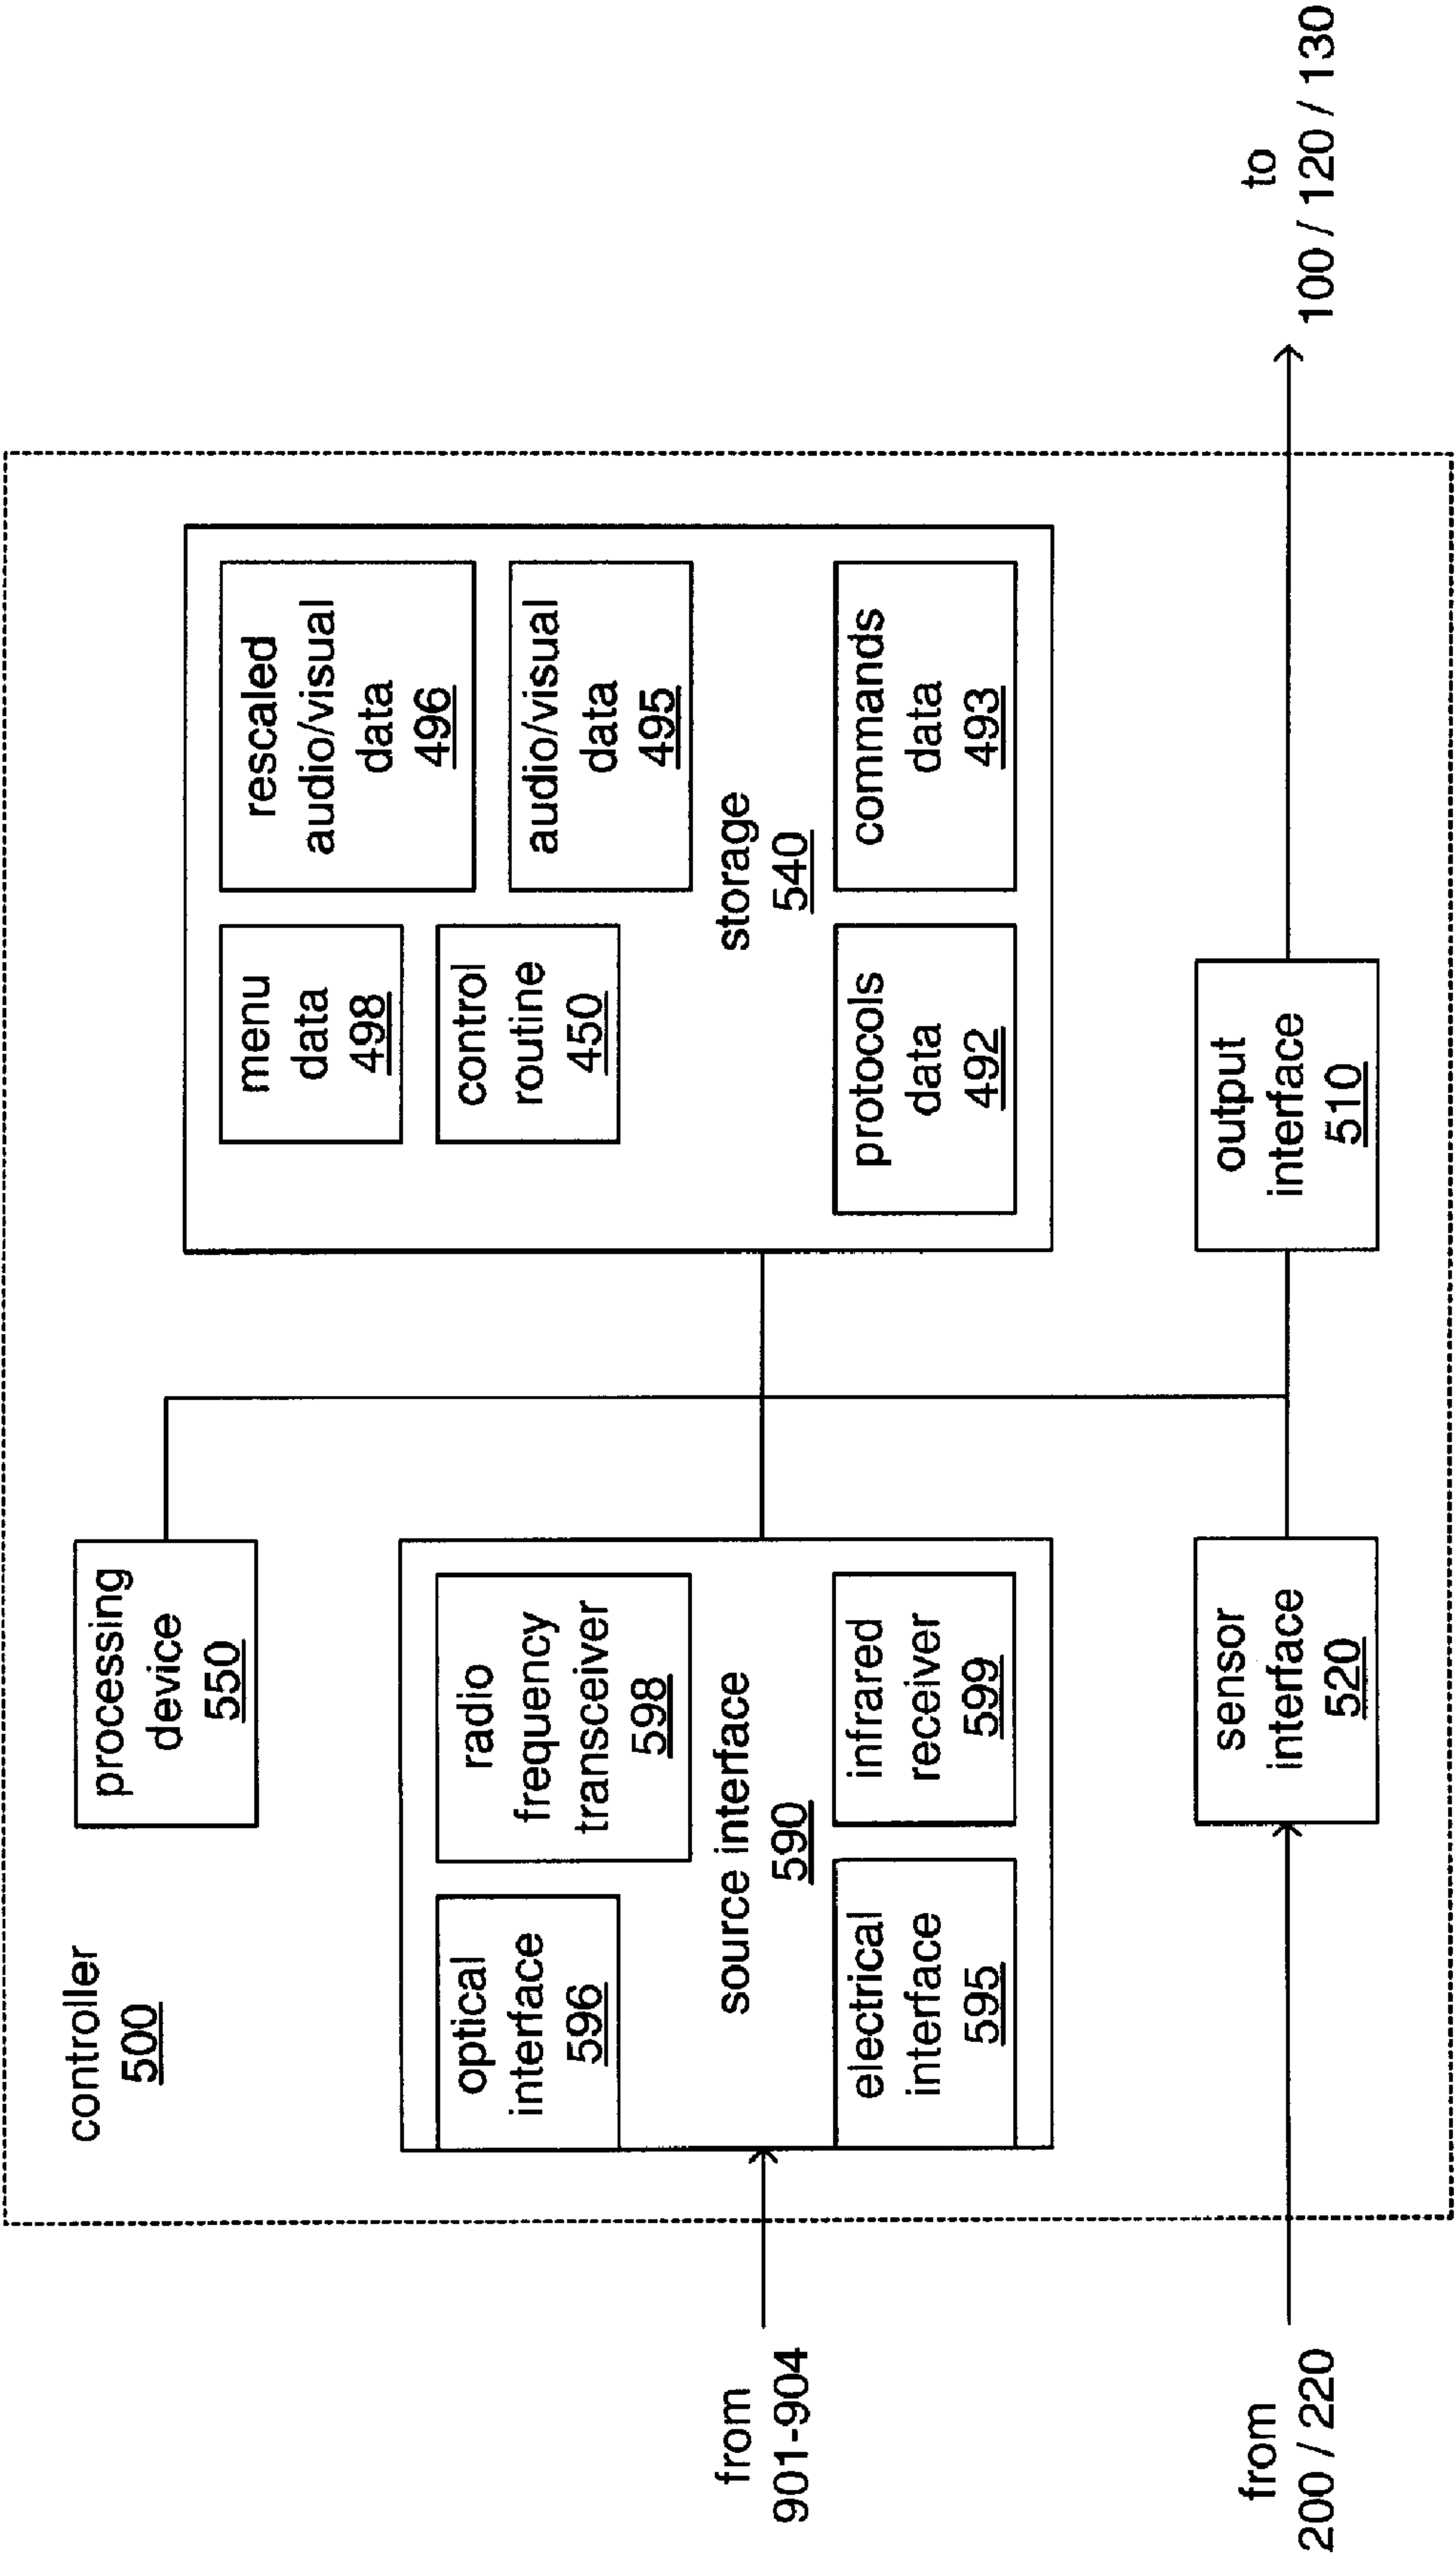 controller
500
processing
device
550
optical
interface
596
radio
frequency
transceiver
598
source interface
590
electrical
interface
595
infrared
receiver
599
sensor
interface
520
menu
data
498
rescaled
audio/visual
data
496
control
routine
450
audio/visual
data
495
storage
540
protocols
data
492
commands
data
493
output
interface
510
from
901-904
from
200 / 220
to
100 / 120 / 130